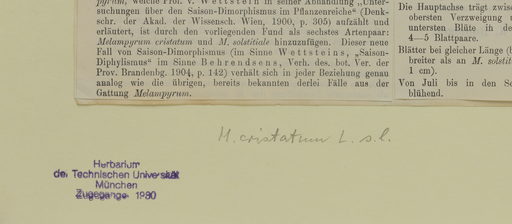 pyrum, welche Prof. V. Wettstein in seiner Abhandlung „Unter-
suchungen über den Saison-Dimorphismus im Pflanzenreiche“ (Denk-
schr. der Akad. der Wissensch. Wien, 1900, p. 305) aufzählt und
erläutert, ist durch den vorliegenden Fund als sechstes Artenpaar:
Melampyrum cristatum und M. solstitiale hinzuzufügen. Dieser neue
Fall von Saison-Dimorphismus (im Sinne Wettsteins, „Saison-
Diphylismus“ im Sinne Behrendsens, Verh. des. bot. Ver. der
Prov. Brandenbg. 1904, p. 142) verhält sich in jeder Beziehung genau
analog wie die übrigen, bereits bekannten derlei Fälle aus der
Gattung Melampyrum.
Die Hauptachse trägt zwisc
obersten Verzweigung u
untersten Blüte in de
4—5 Blattpaare.
Blätter bei gleicher Länge (b
breiter als an M. solstit
1 cm).
Von Juli bis in den Se
blühend.
M. cristatum L. s.l.
Herbarium
der Technischen Universität
München
Zugegangen 1980